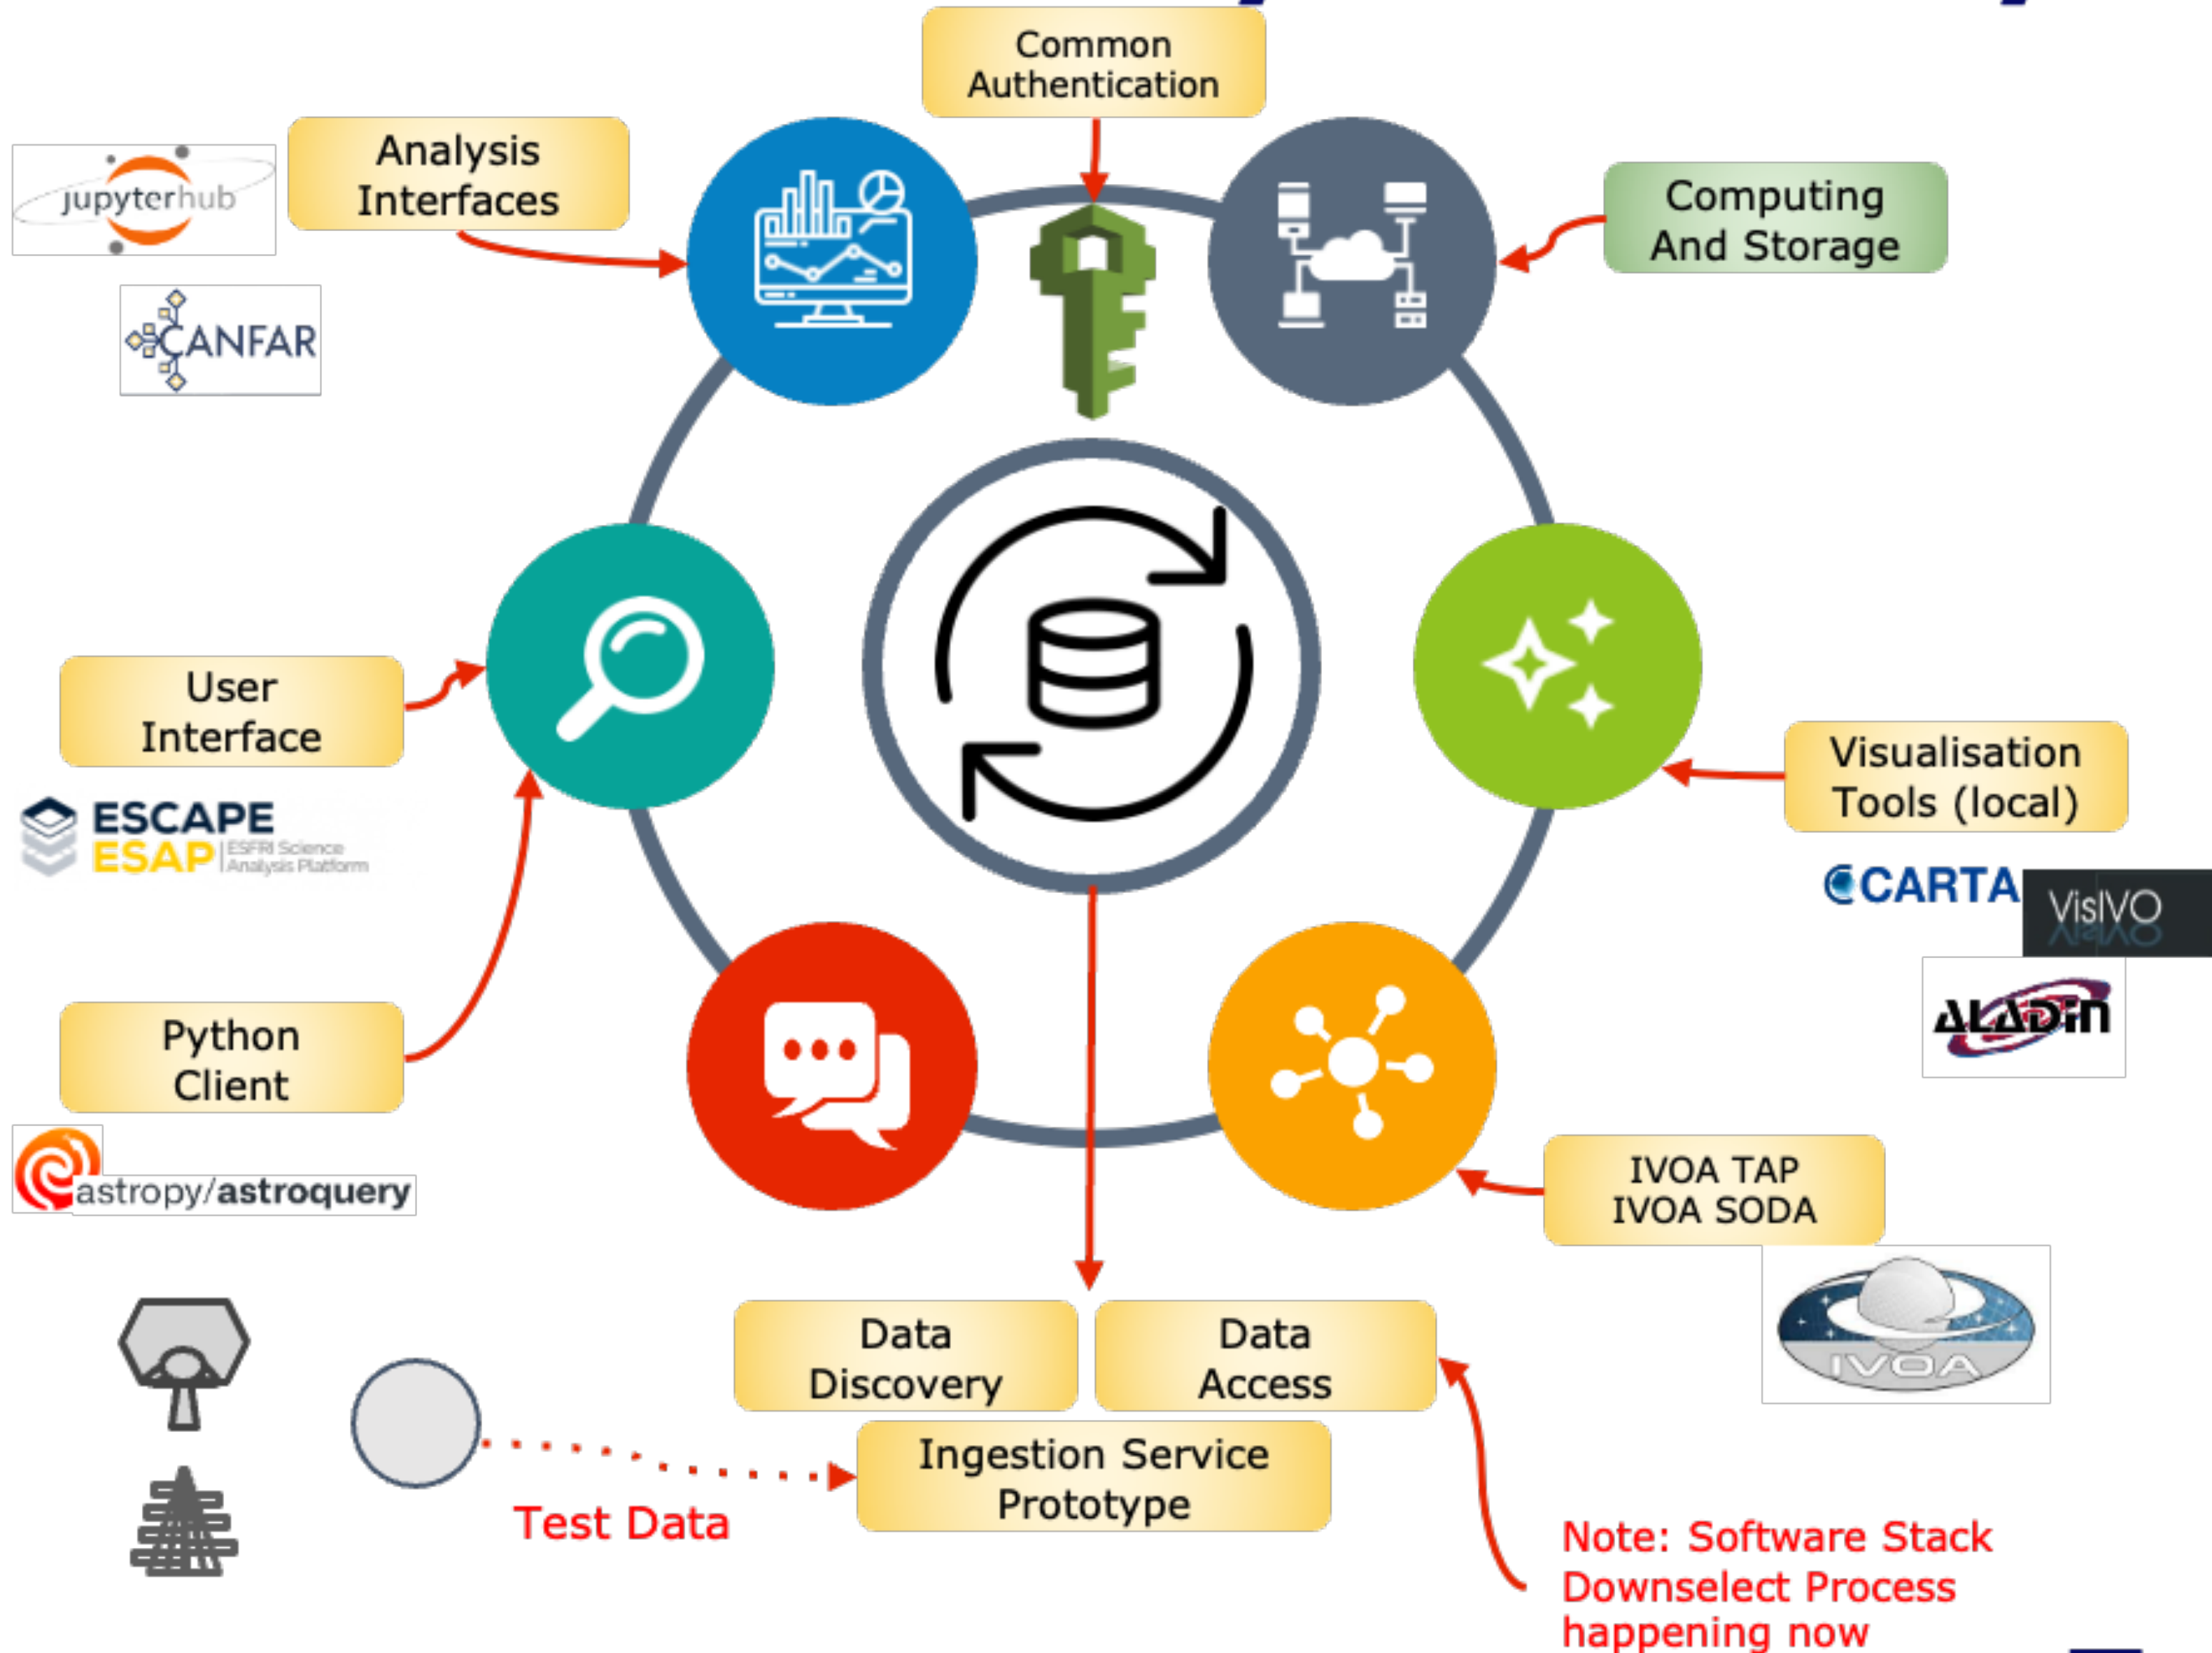 Common
Authentication
Analysis
Interfaces
jupyterhub
CANFAR
Computing
And Storage
User
Interface
ESCAPE
ESAP
ESFRI Science
Analysis Platform
Visualisation
Tools (local)
CARTA
VisIVO
ALADin
Python
Client
astropy/astroquery
IVOA TAP
IVOA SODA
IVOA
Data
Discovery
Data
Access
Ingestion Service
Prototype
Test Data
Note: Software Stack
Downselect Process
happening now